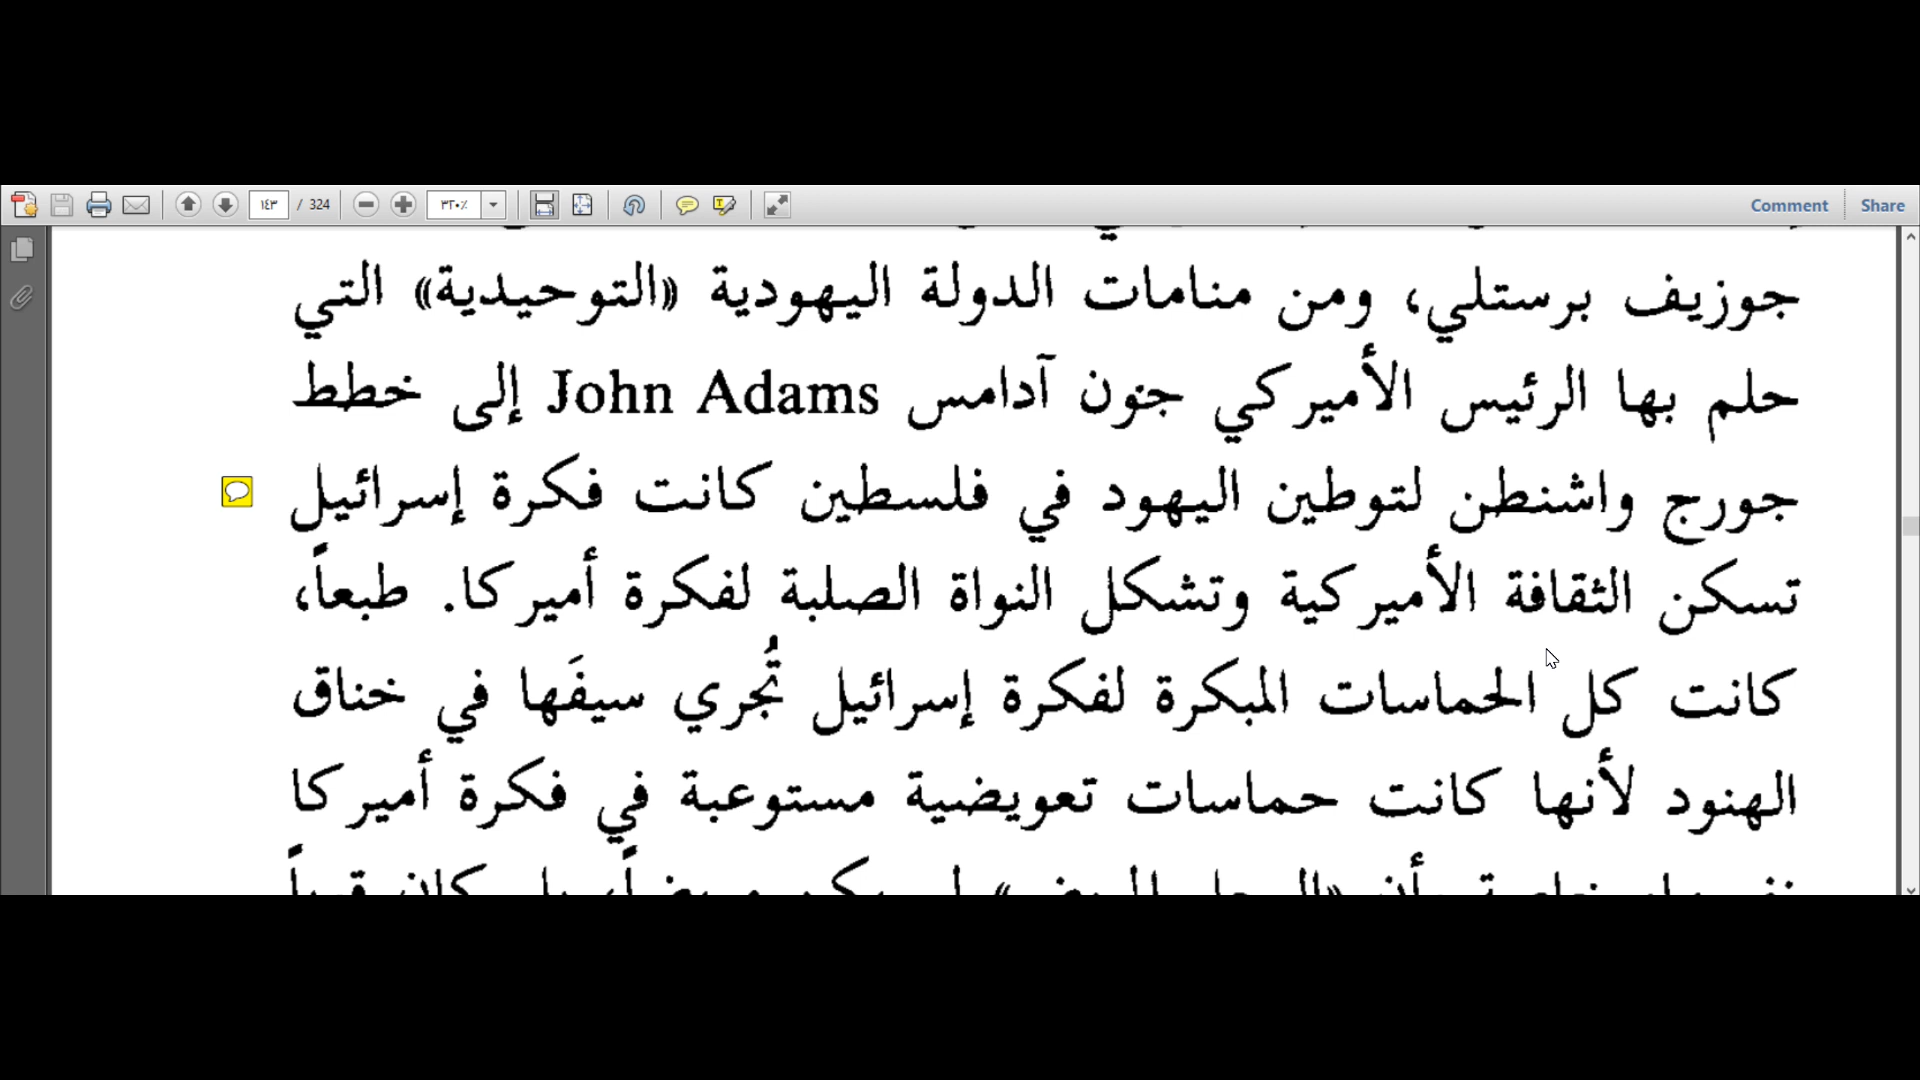 ١٤٣ / 324 ٣٢٠٪ Comment Share
جوزيف برستلي، ومن منامات الدولة اليهودية «التوحيدية» التي
حلم بها الرئيس الأميركي جون آدامس John Adams إلى خطط
جورج واشنطن لتوطين اليهود في فلسطين كانت فكرة إسرائيل
تسكن الثقافة الأميركية وتشكل النواة الصلبة لفكرة أميركا. طبعاً،
كانت كل الحماسات المبكرة لفكرة إسرائيل تُجري سيفَها في خناق
الهنود لأنها كانت حماسات تعويضية مستوعبة في فكرة أميركا